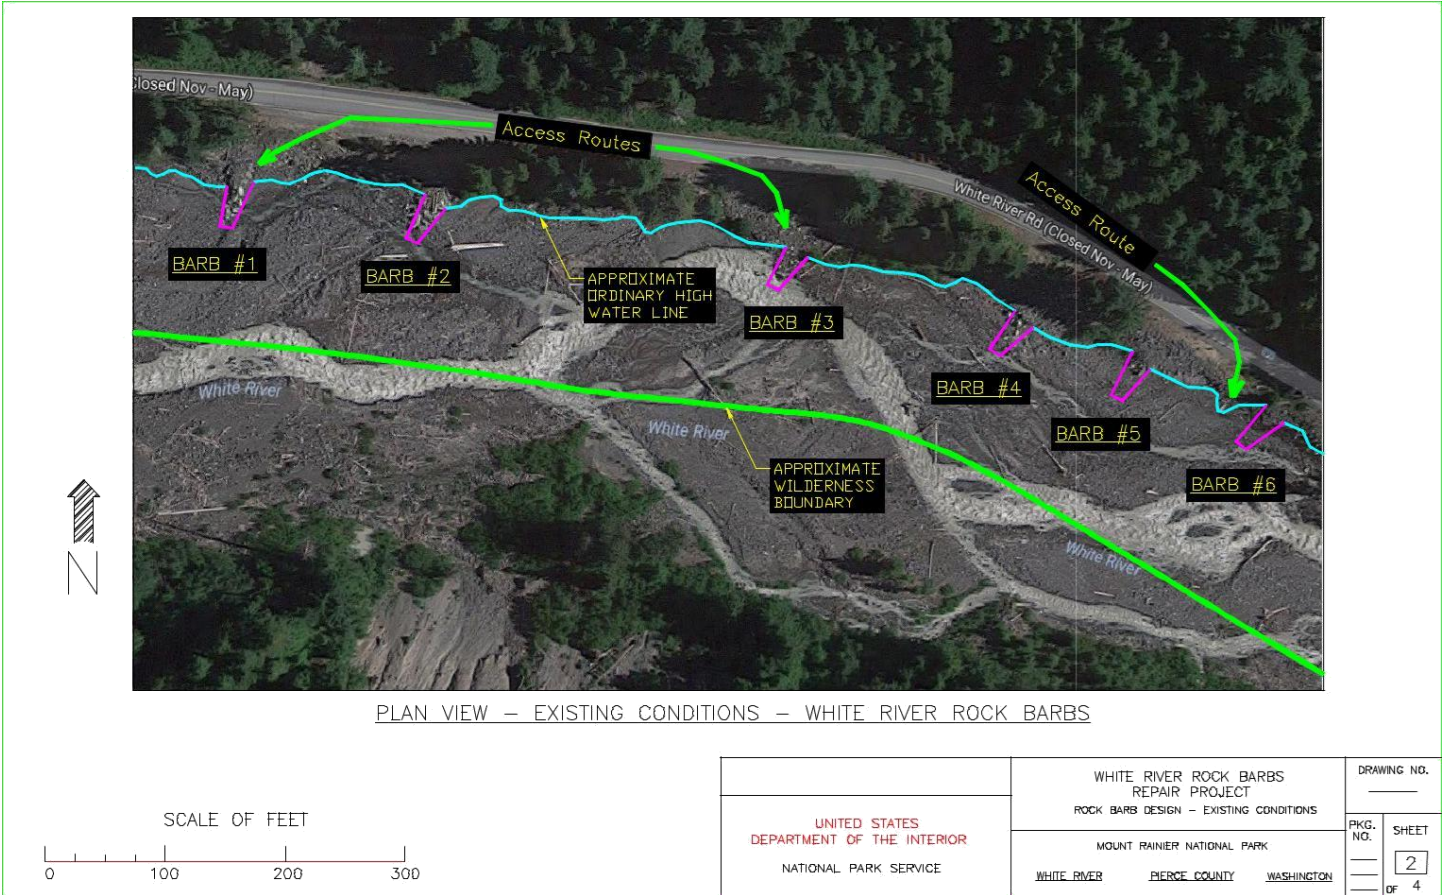 Closed Nov - May)
Access Routes
Access Route
White River Rd (Closed Nov - May)
BARB #1
BARB #2
APPROXIMATE
ORDINARY HIGH
WATER LINE
BARB #3
BARB #4
BARB #5
BARB #6
White River
White River
White River
APPROXIMATE
WILDERNESS
BOUNDARY
N
PLAN VIEW – EXISTING CONDITIONS – WHITE RIVER ROCK BARBS
SCALE OF FEET
0 100 200 300
UNITED STATES
DEPARTMENT OF THE INTERIOR
NATIONAL PARK SERVICE
WHITE RIVER ROCK BARBS
REPAIR PROJECT
ROCK BARB DESIGN – EXISTING CONDITIONS
MOUNT RAINIER NATIONAL PARK
WHITE RIVER PIERCE COUNTY WASHINGTON
DRAWING NO.
PKG.
NO.
SHEET
2
OF 4